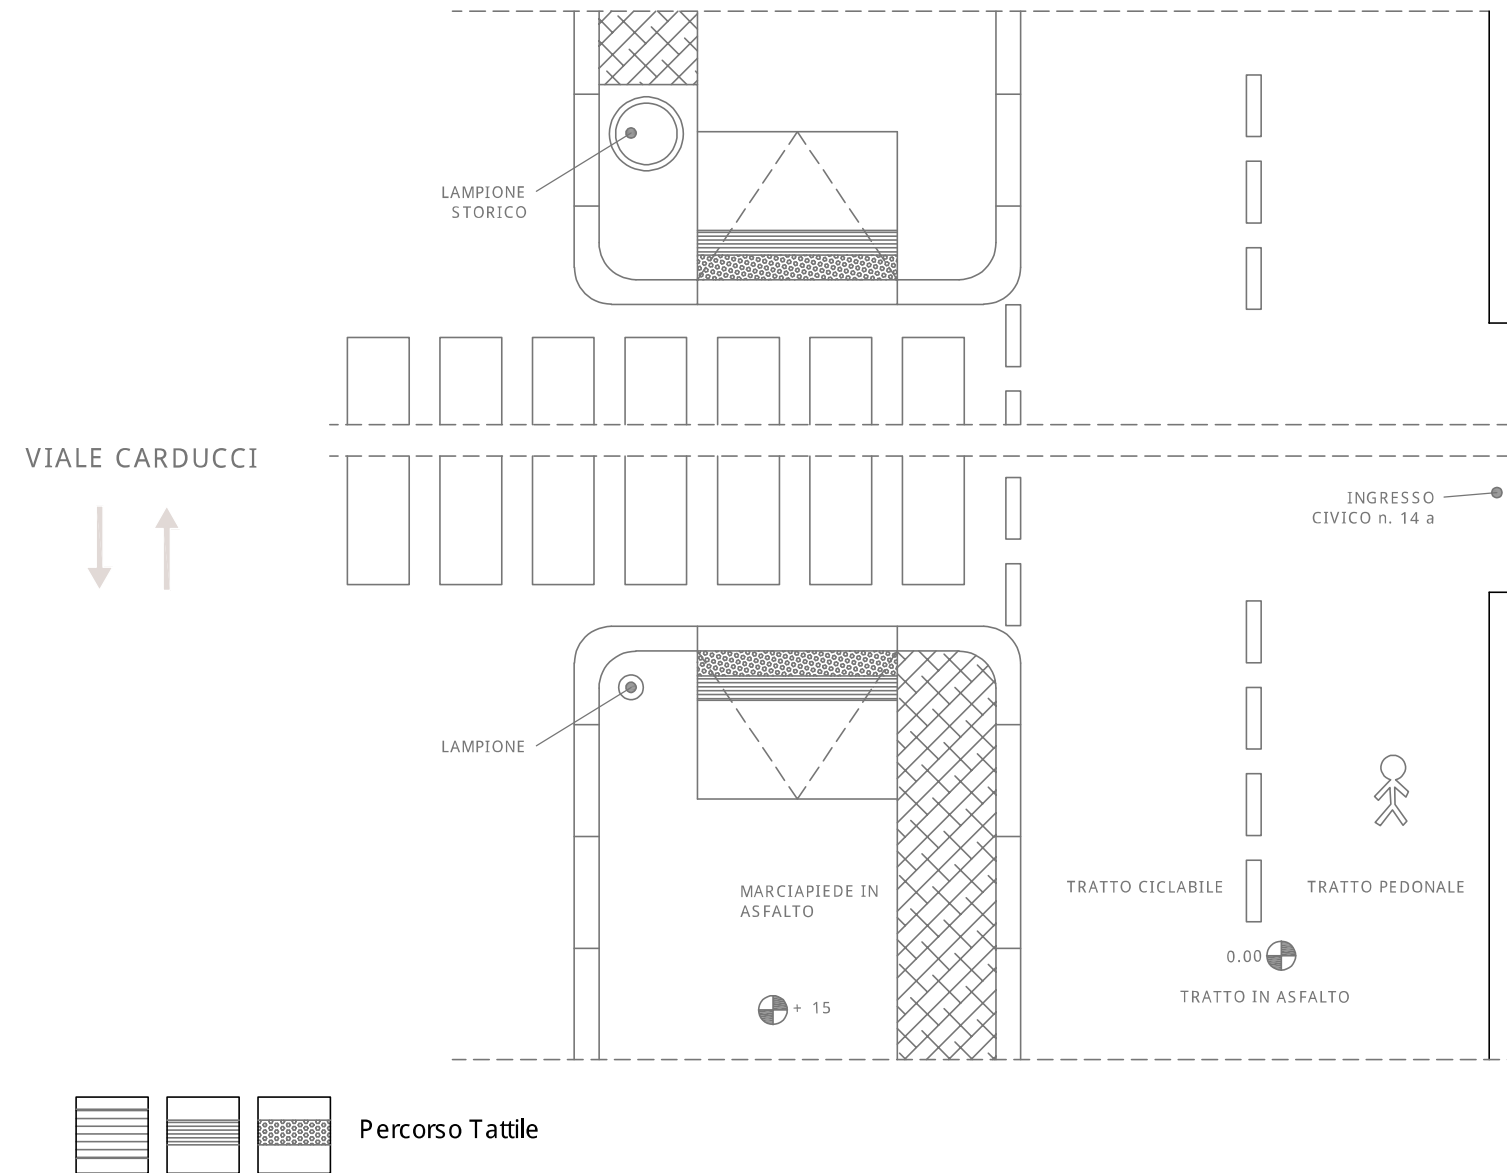 LAMPIONE
STORICO
VIALE CARDUCCI
INGRESSO
CIVICO n. 14 a
LAMPIONE
MARCIAPIEDE IN
ASFALTO
TRATTO CICLABILE
TRATTO PEDONALE
0.00
TRATTO IN ASFALTO
+ 15
Percorso Tattile